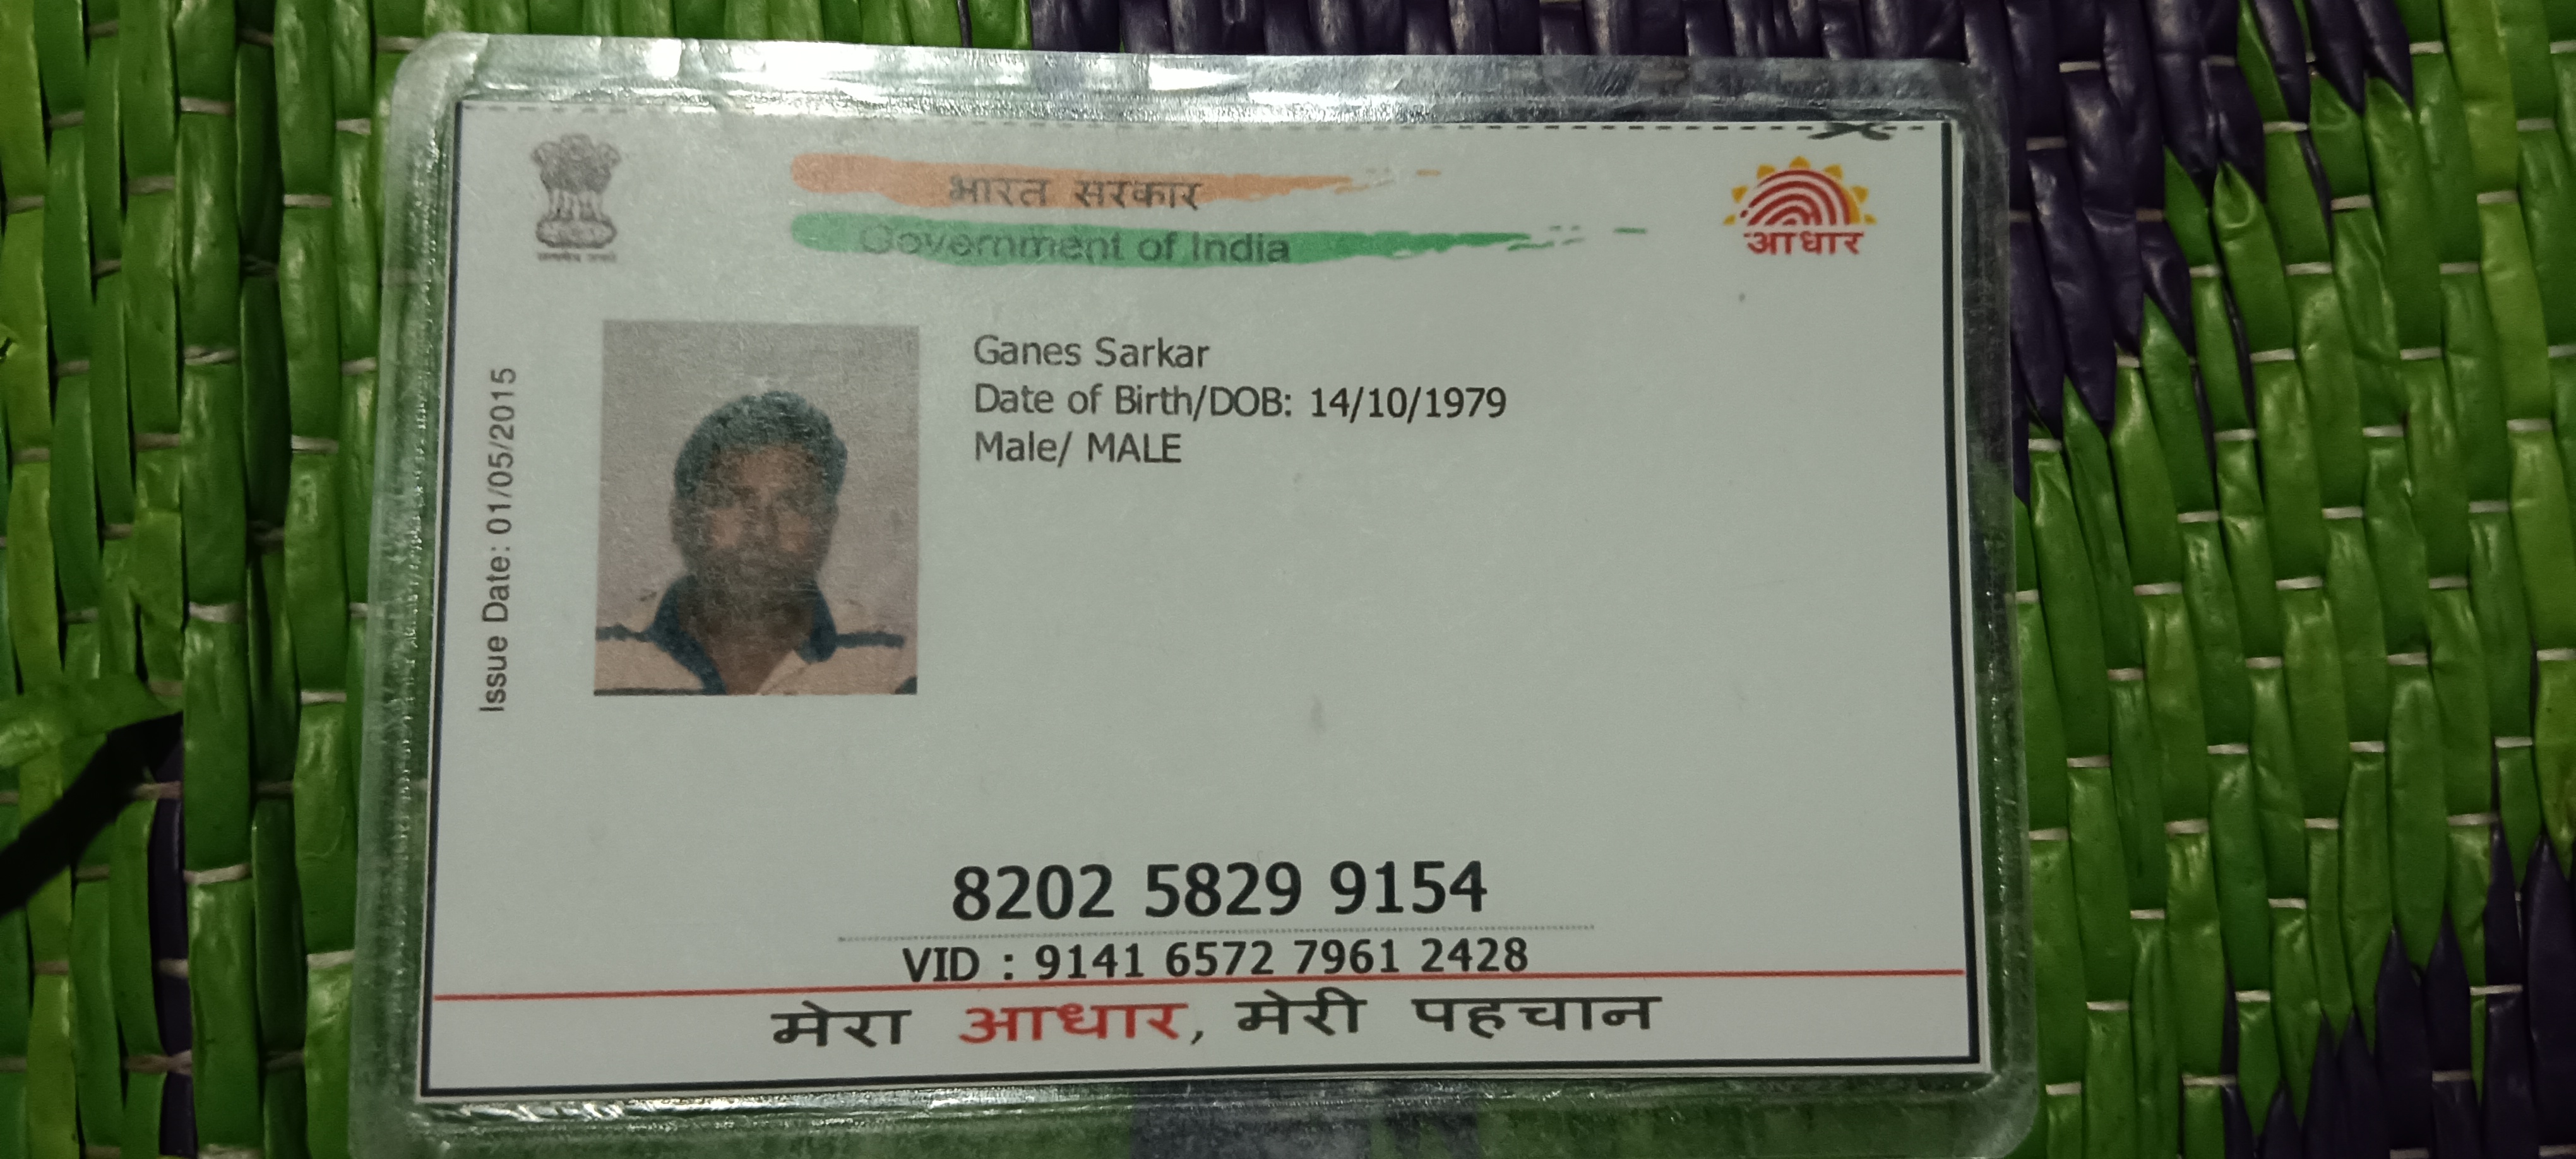 भारत सरकार
Government of India
आधार
Issue Date: 01/05/2015
Ganes Sarkar
Date of Birth/DOB: 14/10/1979
Male/ MALE
8202 5829 9154
VID : 9141 6572 7961 2428
मेरा आधार, मेरी पहचान